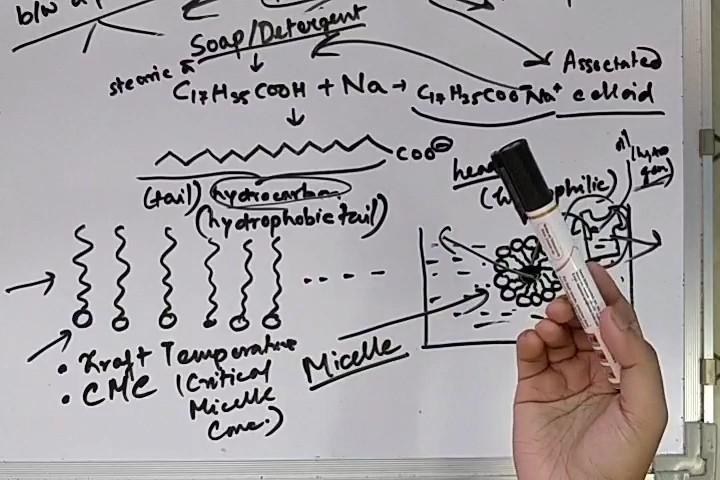 b/w
Soap/Detergent
stearic
C17H35COOH + Na → C17H35COO⁻Na⁺
Associated
colloid
COO⊖
(tail) hydrocarbon
(hydrophobic tail)
oil
• Kraft Temperature
• CMC (Critical
Micelle
Conc.)
Micelle